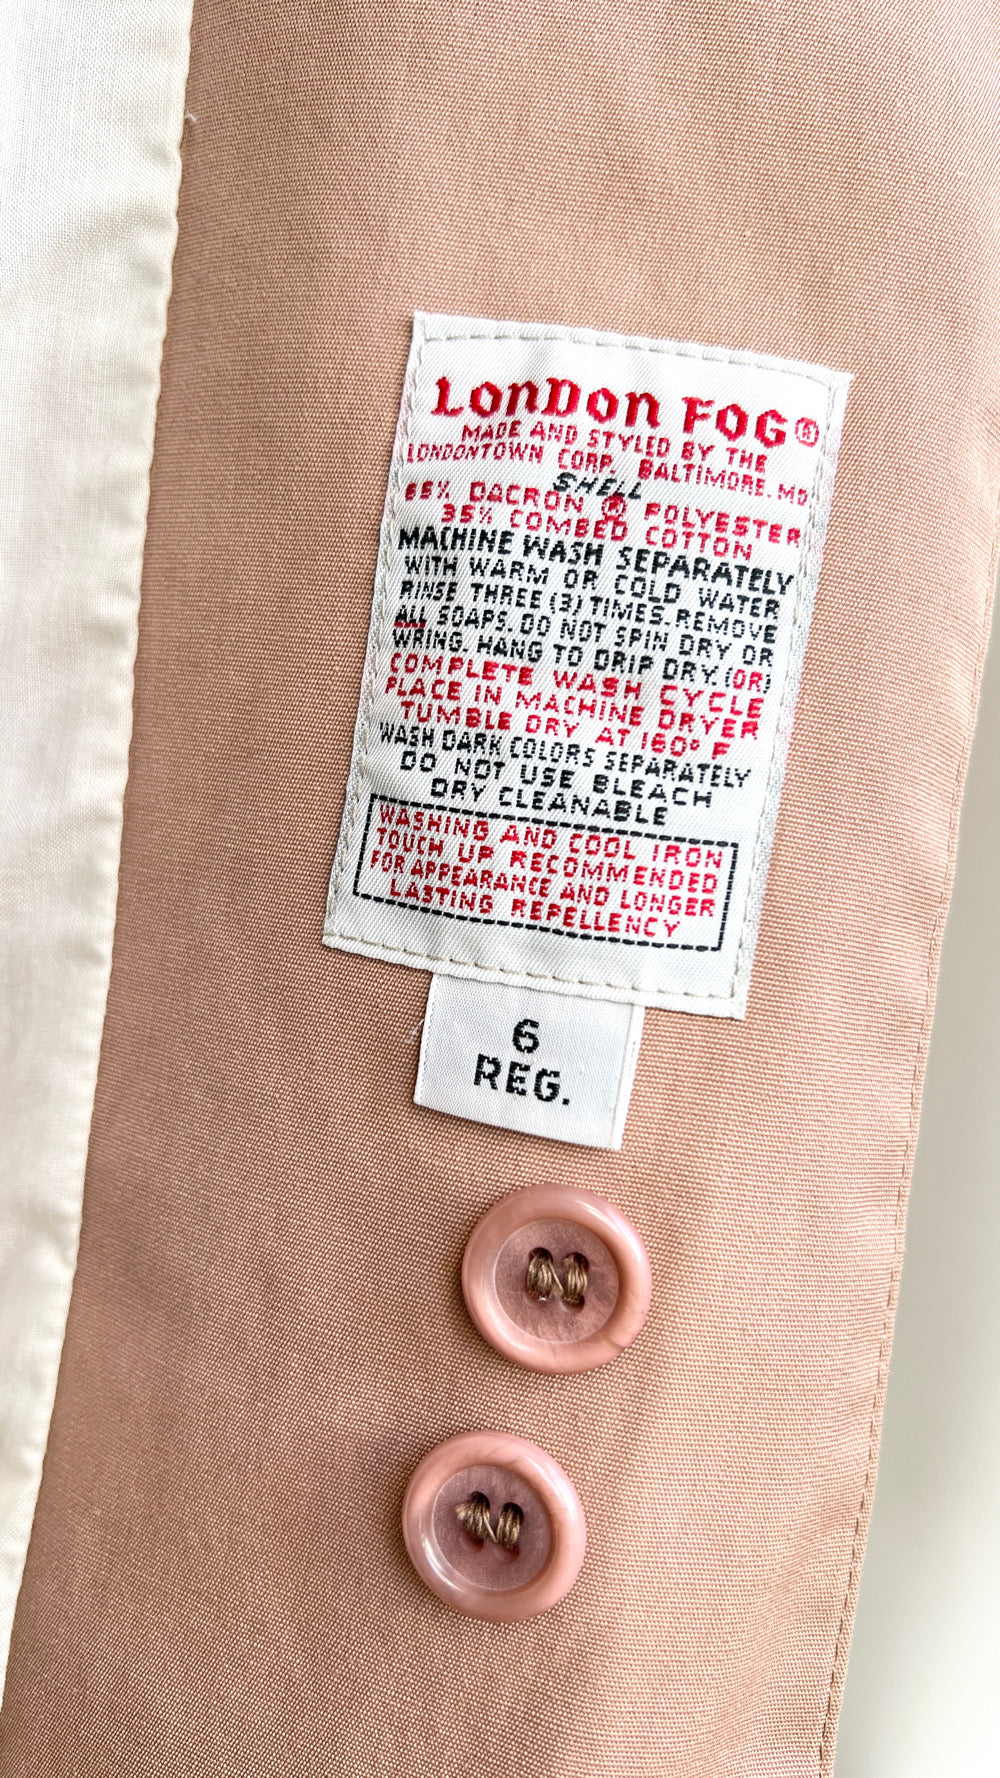 LONDON FOG®
MADE AND STYLED BY THE
LONDONTOWN CORP. BALTIMORE. MD
SHELL
65% DACRON ® POLYESTER
35% COMBED COTTON
MACHINE WASH SEPARATELY
WITH WARM OR COLD WATER
RINSE THREE (3) TIMES. REMOVE
ALL SOAPS. DO NOT SPIN DRY OR
WRING. HANG TO DRIP DRY. (OR)
COMPLETE WASH CYCLE
PLACE IN MACHINE DRYER
TUMBLE DRY AT 160° F
WASH DARK COLORS SEPARATELY
DO NOT USE BLEACH
DRY CLEANABLE
WASHING AND COOL IRON
TOUCH UP RECOMMENDED
FOR APPEARANCE AND LONGER
LASTING REPELLENCY
6
REG.